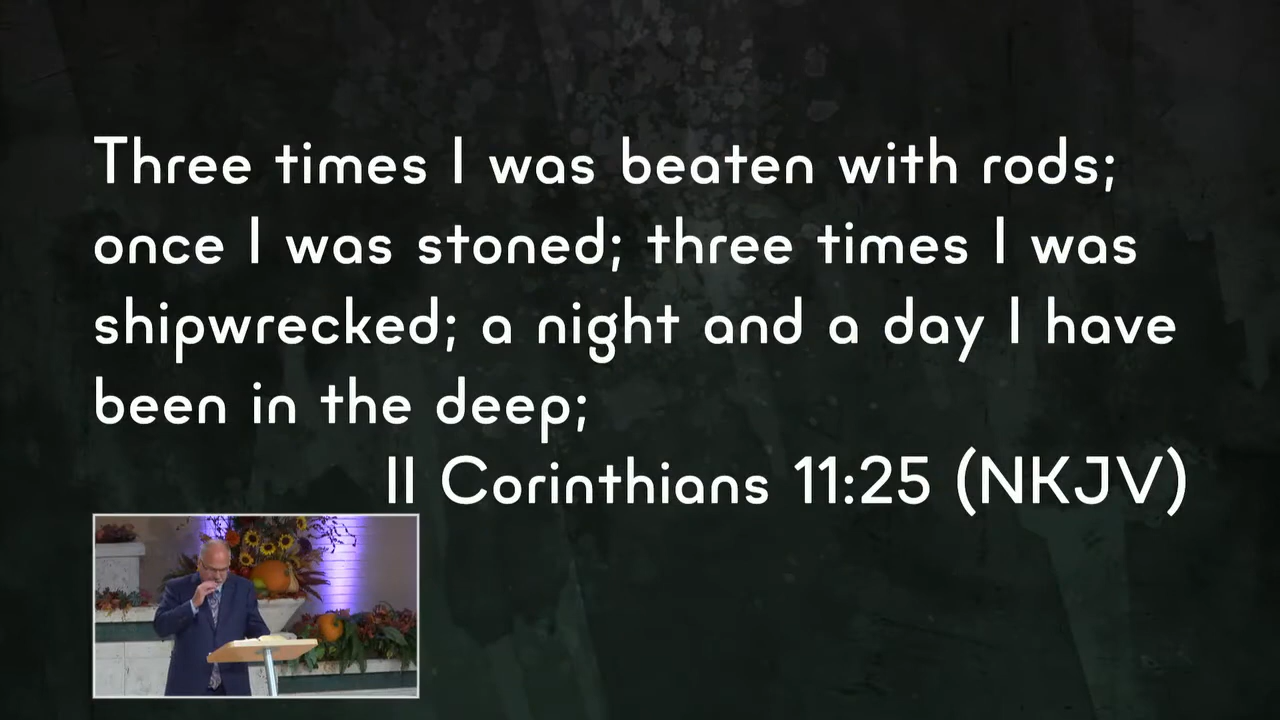 Three times I was beaten with rods;
once I was stoned; three times I was
shipwrecked; a night and a day I have
been in the deep;
II Corinthians 11:25 (NKJV)